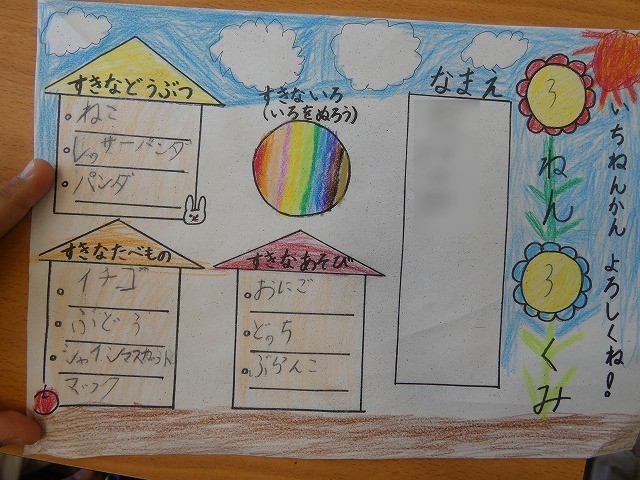 いちねんかん よろしくね!
3ねん3くみ
なまえ
すきないろ
(いろをぬろう)
すきなどうぶつ
ねこ
レッサーパンダ
パンダ
すきなたべもの
イチゴ
ぶどう
シャインマスカット
マック
すきなあそび
おにご
どっち
ぶらんこ